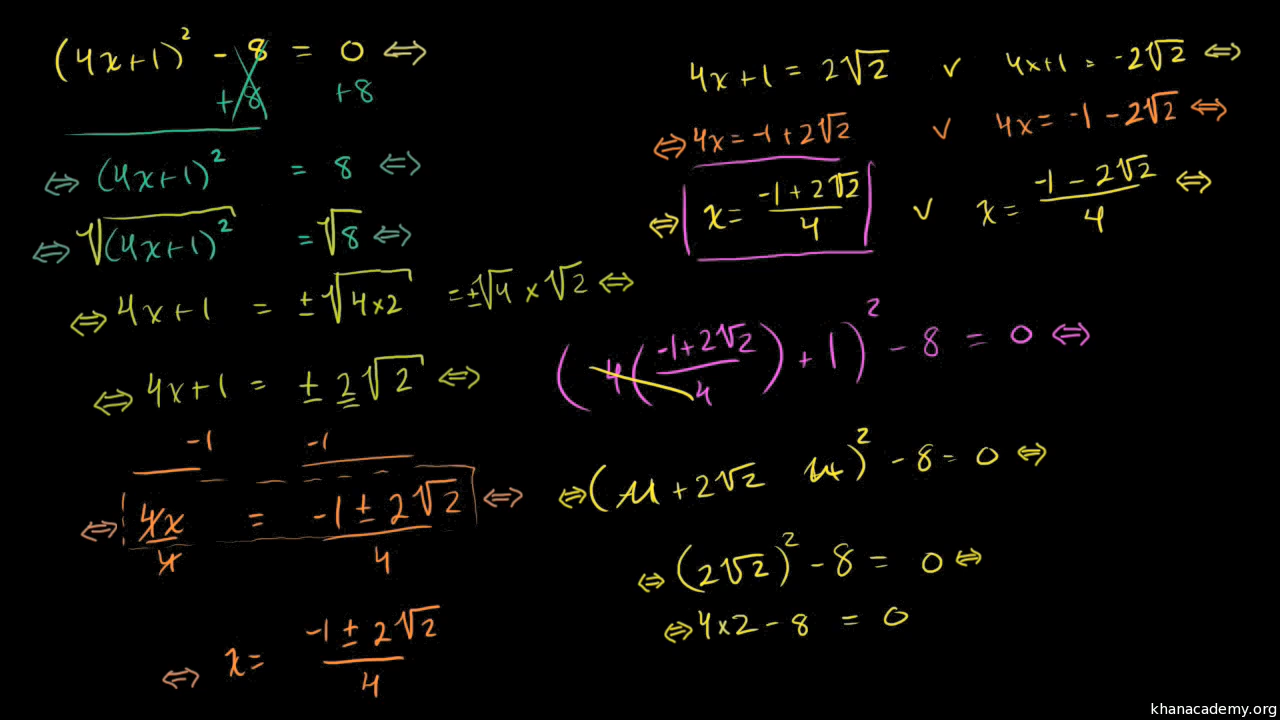 (4x+1)² - 8 = 0 ⇔
+8 +8
⇔ (4x+1)² = 8 ⇔
⇔ √(4x+1)² = √8 ⇔
⇔ 4x+1 = ±√4×2 = ±√4 × √2 ⇔
⇔ 4x+1 = ± 2√2 ⇔
-1 -1
⇔ 4x/4 = -1 ± 2√2/4 ⇔
⇔ x = -1 ± 2√2/4
4x+1 = 2√2 ∨ 4x+1 = -2√2 ⇔
⇔ 4x = -1 + 2√2 ∨ 4x = -1 - 2√2 ⇔
⇔ x = -1 + 2√2/4 ∨ x = -1 - 2√2/4 ⇔
(4(-1+2√2/4) + 1)² - 8 = 0 ⇔
⇔ (-1 + 2√2 +1)² - 8 = 0 ⇔
⇔ (2√2)² - 8 = 0 ⇔
⇔ 4×2 - 8 = 0
khanacademy.org